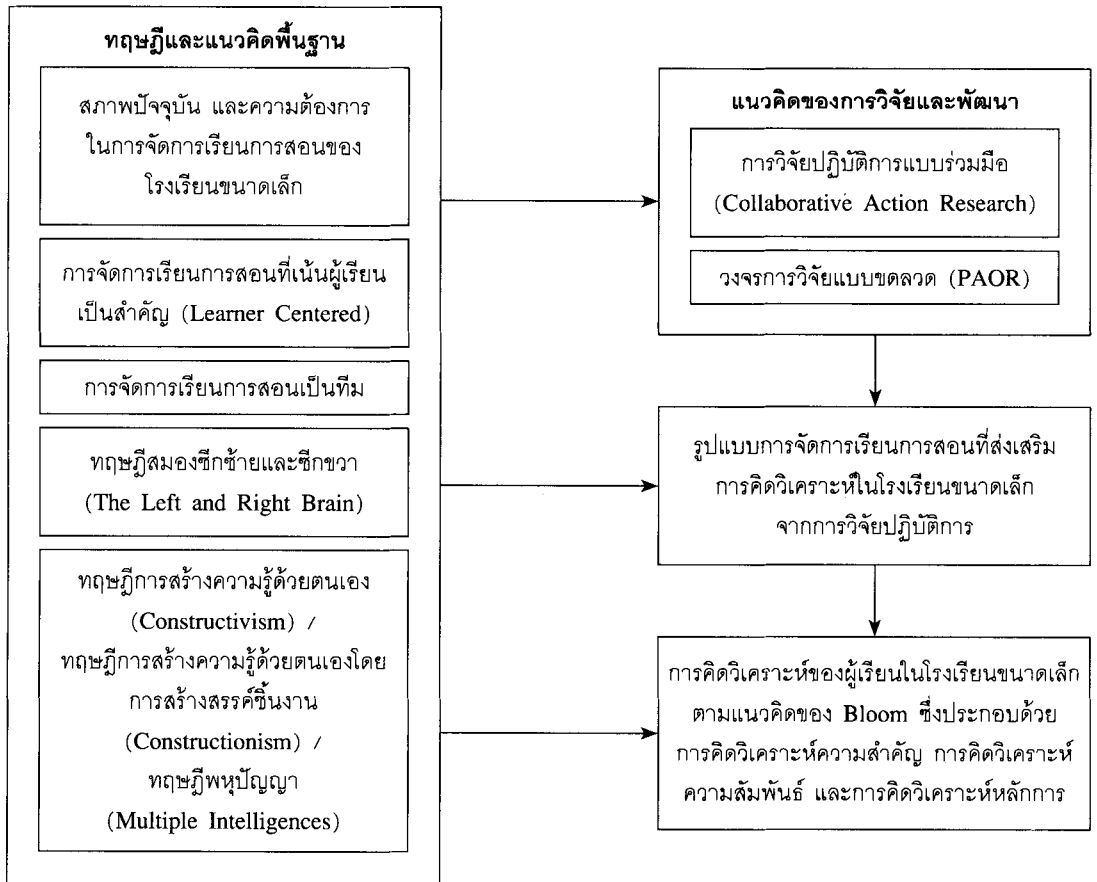 ทฤษฎีและแนวคิดพื้นฐาน
สภาพปัจจุบัน และความต้องการ
ในการจัดการเรียนการสอนของ
โรงเรียนขนาดเล็ก
การจัดการเรียนการสอนที่เน้นผู้เรียน
เป็นสำคัญ (Learner Centered)
การจัดการเรียนการสอนเป็นทีม
ทฤษฎีสมองซีกซ้ายและซีกขวา
(The Left and Right Brain)
ทฤษฎีการสร้างความรู้ด้วยตนเอง
(Constructivism) /
ทฤษฎีการสร้างความรู้ด้วยตนเองโดย
การสร้างสรรค์ชิ้นงาน
(Constructionism) /
ทฤษฎีพหุปัญญา
(Multiple Intelligences)
แนวคิดของการวิจัยและพัฒนา
การวิจัยปฏิบัติการแบบร่วมมือ
(Collaborative Action Research)
วงจรการวิจัยแบบขดลวด (PAOR)
รูปแบบการจัดการเรียนการสอนที่ส่งเสริม
การคิดวิเคราะห์ในโรงเรียนขนาดเล็ก
จากการวิจัยปฏิบัติการ
การคิดวิเคราะห์ของผู้เรียนในโรงเรียนขนาดเล็ก
ตามแนวคิดของ Bloom ซึ่งประกอบด้วย
การคิดวิเคราะห์ความสำคัญ การคิดวิเคราะห์
ความสัมพันธ์ และการคิดวิเคราะห์หลักการ